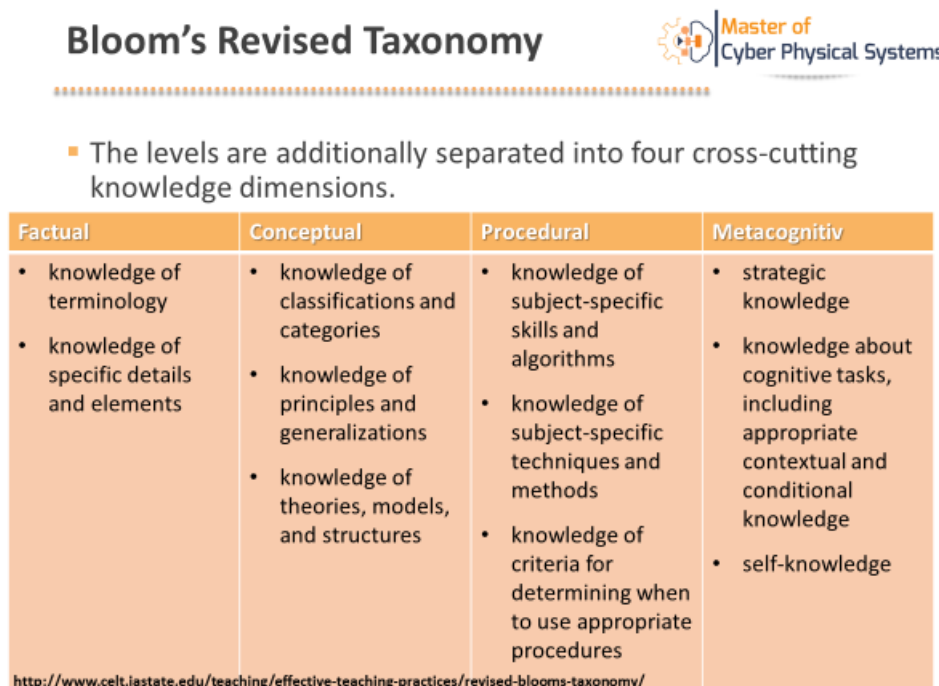 Bloom's Revised Taxonomy
Master of
Cyber Physical Systems
▪ The levels are additionally separated into four cross-cutting
knowledge dimensions.
Factual
• knowledge of
terminology
• knowledge of
specific details
and elements
Conceptual
• knowledge of
classifications and
categories
• knowledge of
principles and
generalizations
• knowledge of
theories, models,
and structures
Procedural
• knowledge of
subject-specific
skills and
algorithms
• knowledge of
subject-specific
techniques and
methods
• knowledge of
criteria for
determining when
to use appropriate
procedures
Metacognitiv
• strategic
knowledge
• knowledge about
cognitive tasks,
including
appropriate
contextual and
conditional
knowledge
• self-knowledge
http://www.celt.iastate.edu/teaching/effective-teaching-practices/revised-blooms-taxonomy/